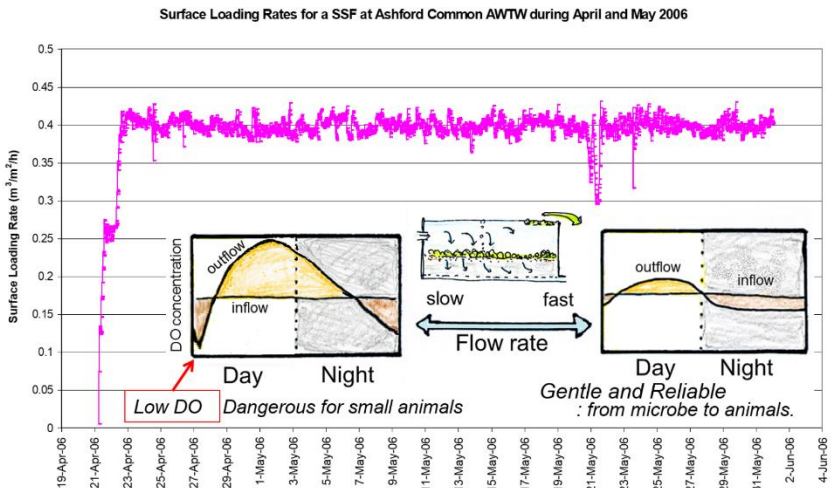 Surface Loading Rates for a SSF at Ashford Common AWTW during April and May 2006
0.5
0.45
0.4
0.35
0.3
0.25
0.2
0.15
0.1
0.05
0
Surface Loading Rate (m³/m²/h)
DO concentration
outflow
inflow
Day
Night
slow
fast
Flow rate
outflow
inflow
Day
Night
Low DO
Dangerous for small animals
Gentle and Reliable
: from microbe to animals.
19-Apr-06
21-Apr-06
23-Apr-06
25-Apr-06
27-Apr-06
29-Apr-06
1-May-06
3-May-06
5-May-06
7-May-06
9-May-06
11-May-06
13-May-06
15-May-06
17-May-06
19-May-06
21-May-06
23-May-06
25-May-06
27-May-06
29-May-06
31-May-06
2-Jun-06
4-Jun-06